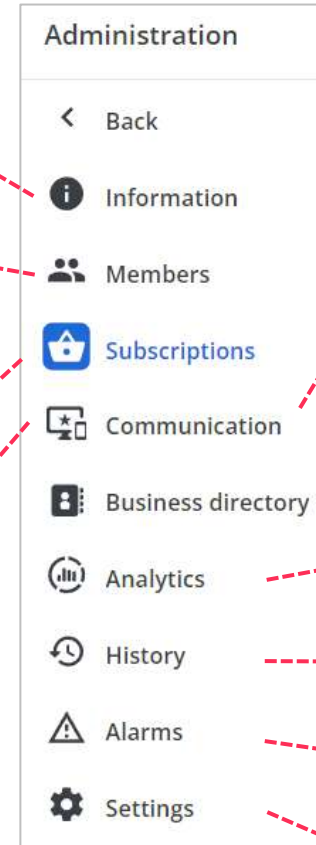 Administration
Back
Information
Members
Subscriptions
Communication
Business directory
Analytics
History
Alarms
Settings